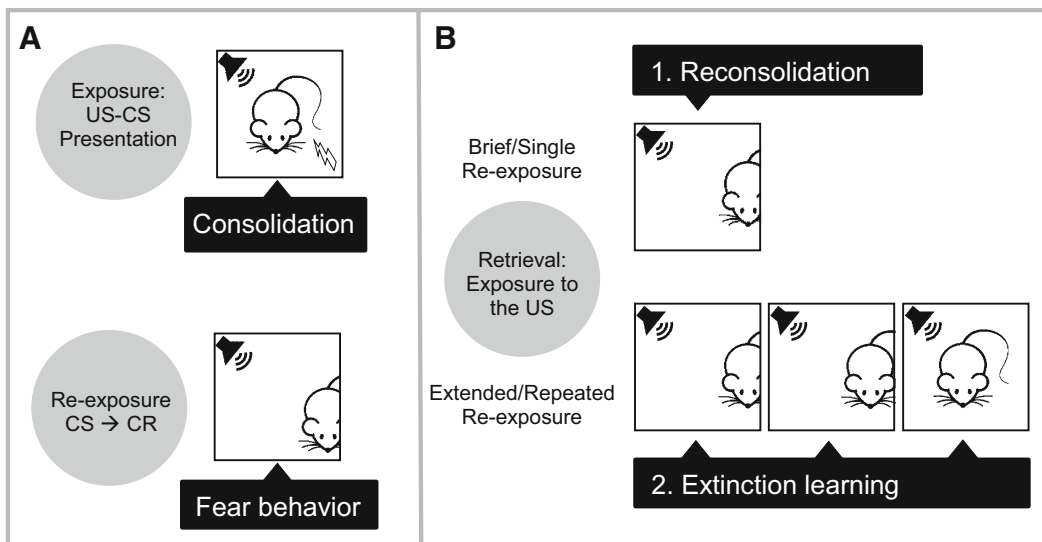 A
Exposure:
US-CS
Presentation
Consolidation
Re-exposure
CS → CR
Fear behavior
B
1. Reconsolidation
Brief/Single
Re-exposure
Retrieval:
Exposure to
the US
Extended/Repeated
Re-exposure
2. Extinction learning